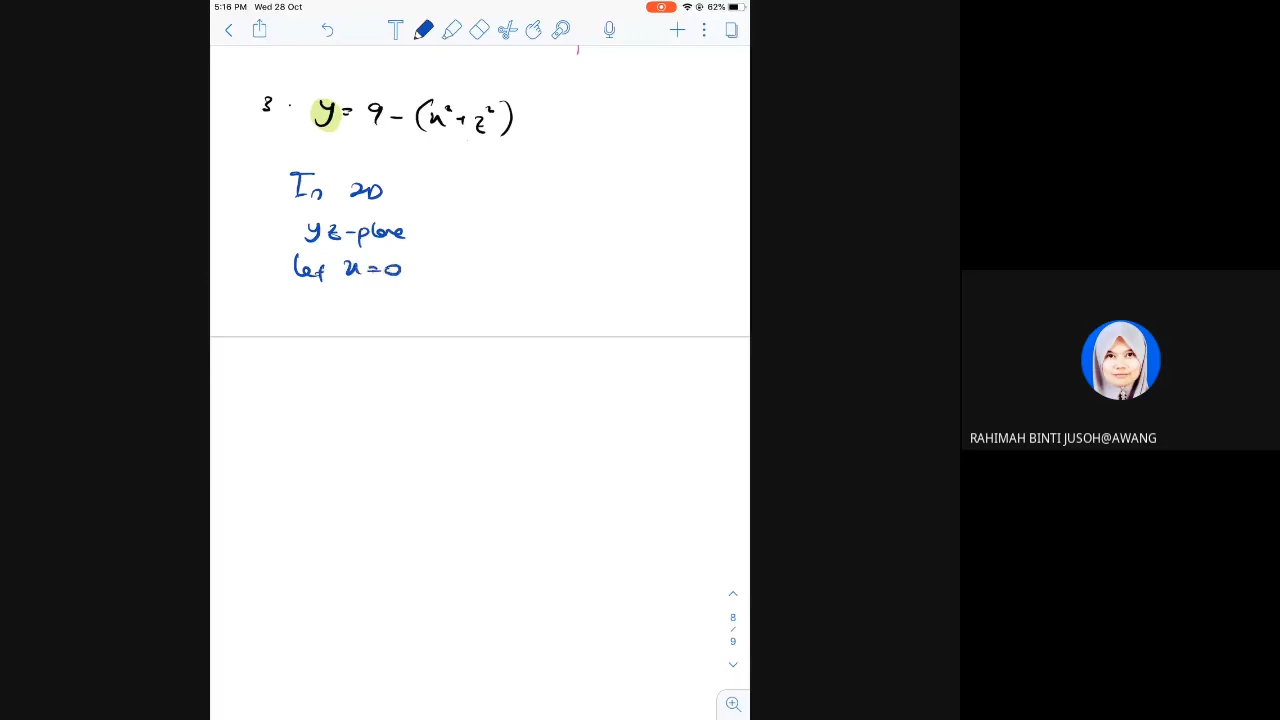 5:16 PM Wed 28 Oct
62%
3. y = 9 - (x² + z²)
In 2D
yz-plane
let x = 0
8
/
9
RAHIMAH BINTI JUSOH@AWANG